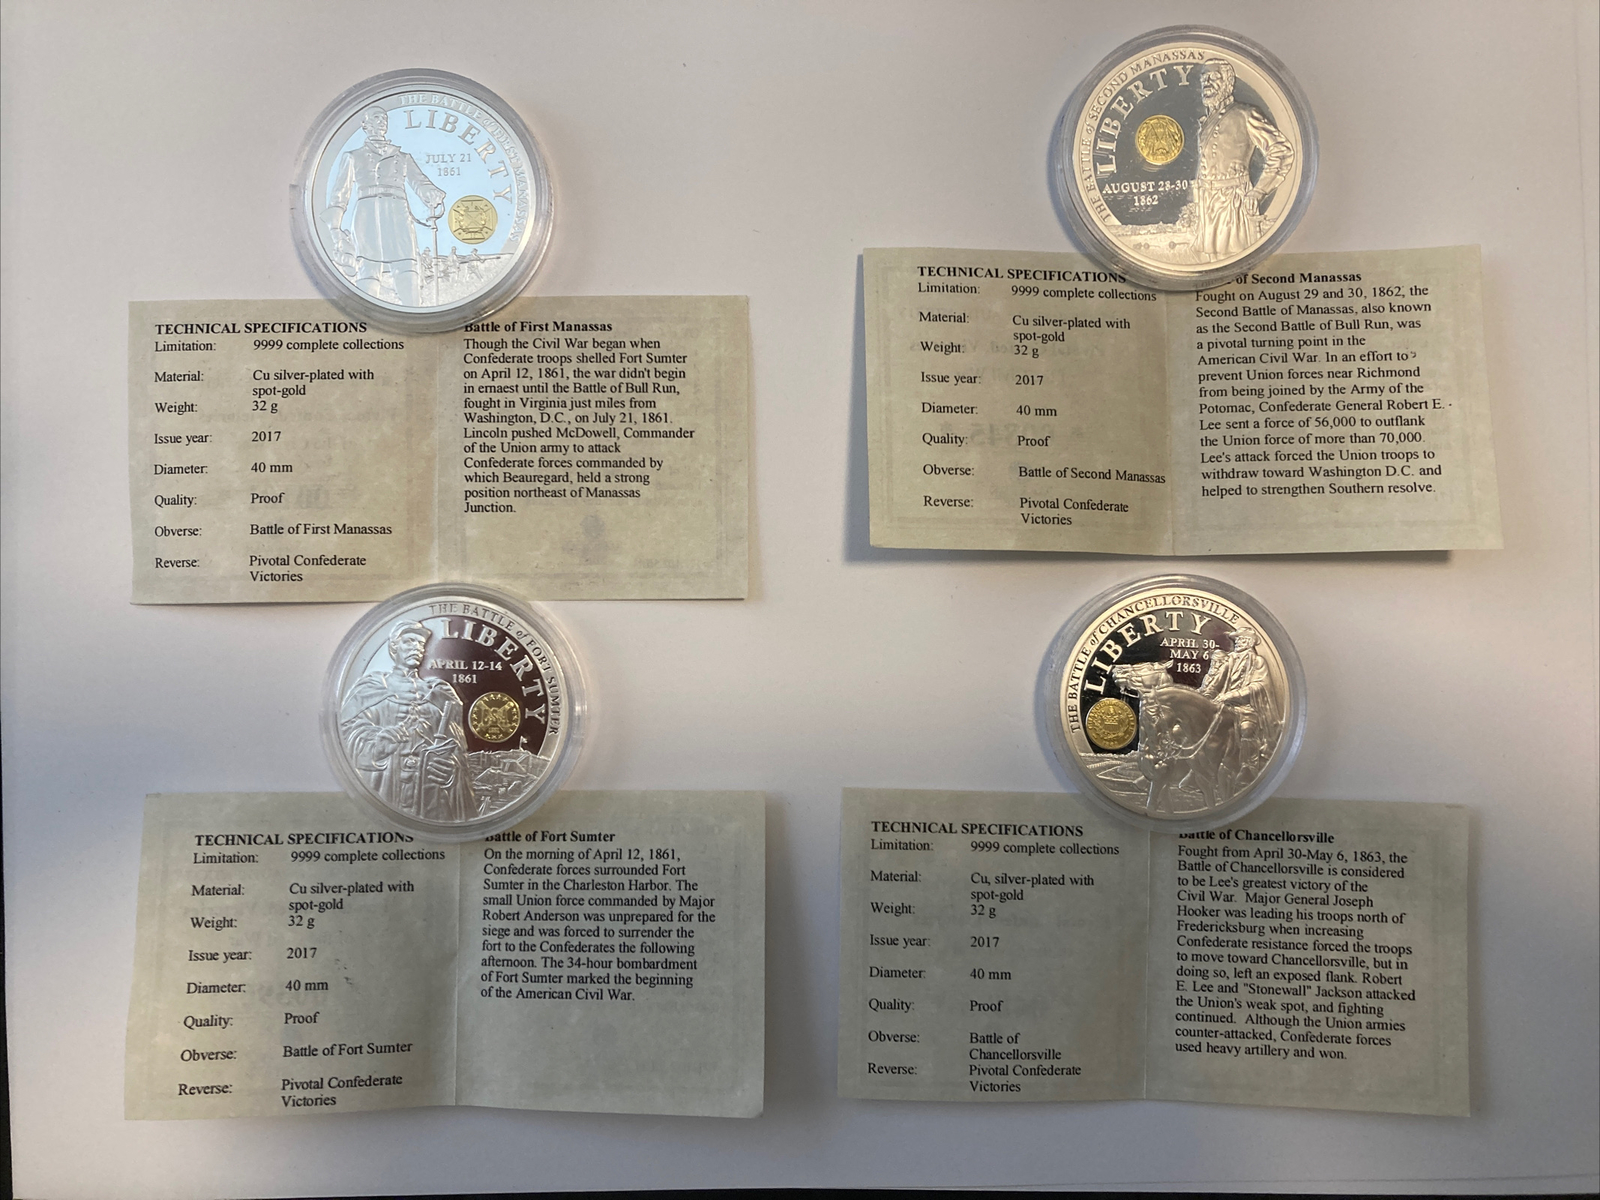 THE BATTLE of FIRST MANASSAS
LIBERTY
JULY 21
1861
TECHNICAL SPECIFICATIONS
Limitation: 9999 complete collections
Material: Cu silver-plated with
spot-gold
Weight: 32 g
Issue year: 2017
Diameter: 40 mm
Quality: Proof
Obverse: Battle of First Manassas
Reverse: Pivotal Confederate
Victories
Battle of First Manassas
Though the Civil War began when
Confederate troops shelled Fort Sumter
on April 12, 1861, the war didn't begin
in ernaest until the Battle of Bull Run,
fought in Virginia just miles from
Washington, D.C., on July 21, 1861.
Lincoln pushed McDowell, Commander
of the Union army to attack
Confederate forces commanded by
which Beauregard, held a strong
position northeast of Manassas
Junction.
THE BATTLE of SECOND MANASSAS
LIBERTY
AUGUST 28-30
1862
TECHNICAL SPECIFICATIONS
Limitation: 9999 complete collections
Material: Cu silver-plated with
spot-gold
Weight: 32 g
Issue year: 2017
Diameter: 40 mm
Quality: Proof
Obverse: Battle of Second Manassas
Reverse: Pivotal Confederate
Victories
of Second Manassas
Fought on August 29 and 30, 1862, the
Second Battle of Manassas, also known
as the Second Battle of Bull Run, was
a pivotal turning point in the
American Civil War. In an effort to
prevent Union forces near Richmond
from being joined by the Army of the
Potomac, Confederate General Robert E.
Lee sent a force of 56,000 to outflank
the Union force of more than 70,000.
Lee's attack forced the Union troops to
withdraw toward Washington D.C. and
helped to strengthen Southern resolve.
THE BATTLE of FORT SUMTER
LIBERTY
APRIL 12-14
1861
TECHNICAL SPECIFICATIONS
Limitation: 9999 complete collections
Material: Cu silver-plated with
spot-gold
Weight: 32 g
Issue year: 2017
Diameter: 40 mm
Quality: Proof
Obverse: Battle of Fort Sumter
Reverse: Pivotal Confederate
Victories
Battle of Fort Sumter
On the morning of April 12, 1861,
Confederate forces surrounded Fort
Sumter in the Charleston Harbor. The
small Union force commanded by Major
Robert Anderson was unprepared for the
siege and was forced to surrender the
fort to the Confederates the following
afternoon. The 34-hour bombardment
of Fort Sumter marked the beginning
of the American Civil War.
THE BATTLE of CHANCELLORSVILLE
LIBERTY
APRIL 30-
MAY 6
1863
TECHNICAL SPECIFICATIONS
Limitation: 9999 complete collections
Material: Cu, silver-plated with
spot-gold
Weight: 32 g
Issue year: 2017
Diameter: 40 mm
Quality: Proof
Obverse: Battle of
Chancellorsville
Reverse: Pivotal Confederate
Victories
Battle of Chancellorsville
Fought from April 30-May 6, 1863, the
Battle of Chancellorsville is considered
to be Lee's greatest victory of the
Civil War. Major General Joseph
Hooker was leading his troops north of
Fredericksburg when increasing
Confederate resistance forced the troops
to move toward Chancellorsville, but in
doing so, left an exposed flank. Robert
E. Lee and "Stonewall" Jackson attacked
the Union's weak spot, and fighting
continued. Although the Union armies
counter-attacked, Confederate forces
used heavy artillery and won.